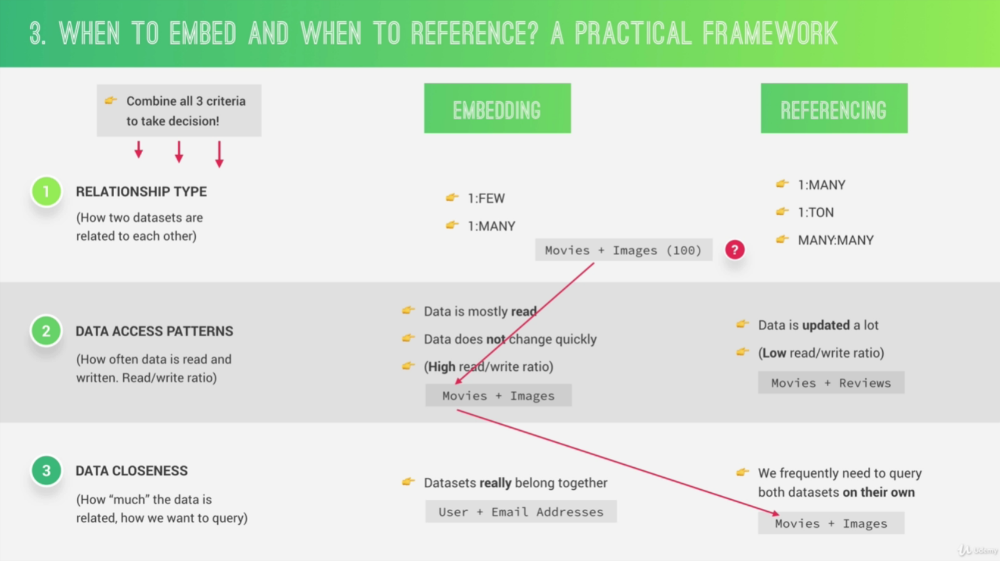 3. WHEN TO EMBED AND WHEN TO REFERENCE? A PRACTICAL FRAMEWORK
Combine all 3 criteria
to take decision!
EMBEDDING
REFERENCING
1
RELATIONSHIP TYPE
(How two datasets are
related to each other)
1:FEW
1:MANY
Movies + Images (100)
?
1:MANY
1:TON
MANY:MANY
2
DATA ACCESS PATTERNS
(How often data is read and
written. Read/write ratio)
Data is mostly read
Data does not change quickly
(High read/write ratio)
Movies + Images
Data is updated a lot
(Low read/write ratio)
Movies + Reviews
3
DATA CLOSENESS
(How “much” the data is
related, how we want to query)
Datasets really belong together
User + Email Addresses
We frequently need to query
both datasets on their own
Movies + Images
Udemy